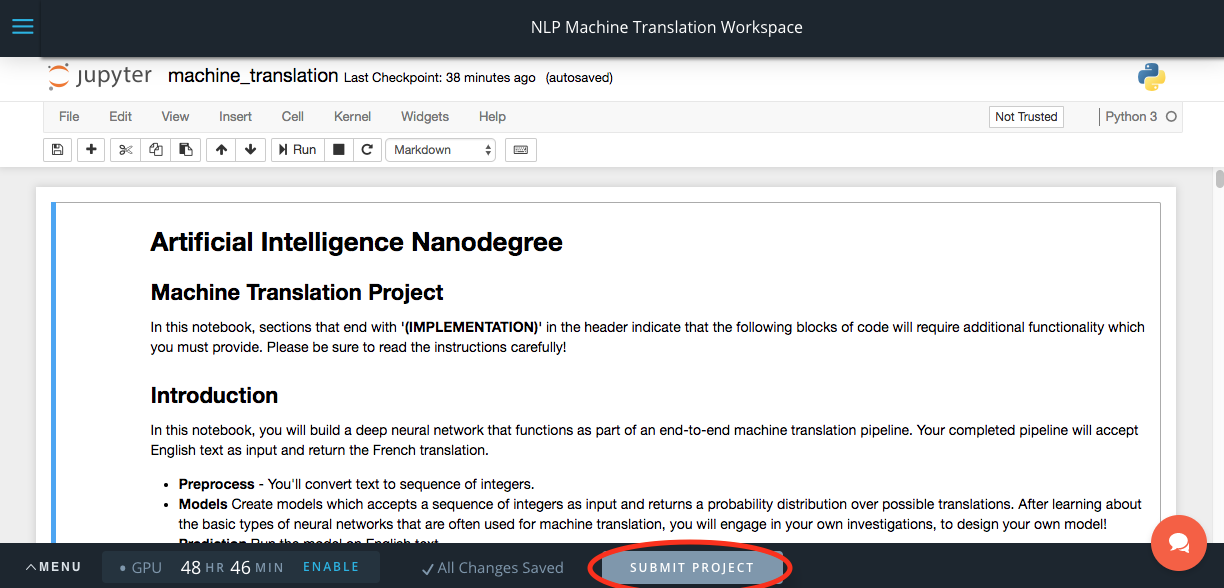 NLP Machine Translation Workspace
jupyter machine_translation Last Checkpoint: 38 minutes ago (autosaved)
File Edit View Insert Cell Kernel Widgets Help Not Trusted Python 3
Run Markdown
Artificial Intelligence Nanodegree
Machine Translation Project
In this notebook, sections that end with '(IMPLEMENTATION)' in the header indicate that the following blocks of code will require additional functionality which
you must provide. Please be sure to read the instructions carefully!
Introduction
In this notebook, you will build a deep neural network that functions as part of an end-to-end machine translation pipeline. Your completed pipeline will accept
English text as input and return the French translation.
• Preprocess - You'll convert text to sequence of integers.
• Models Create models which accepts a sequence of integers as input and returns a probability distribution over possible translations. After learning about
the basic types of neural networks that are often used for machine translation, you will engage in your own investigations, to design your own model!
• Prediction Run the model on English text.
MENU • GPU 48 HR 46 MIN ENABLE All Changes Saved SUBMIT PROJECT